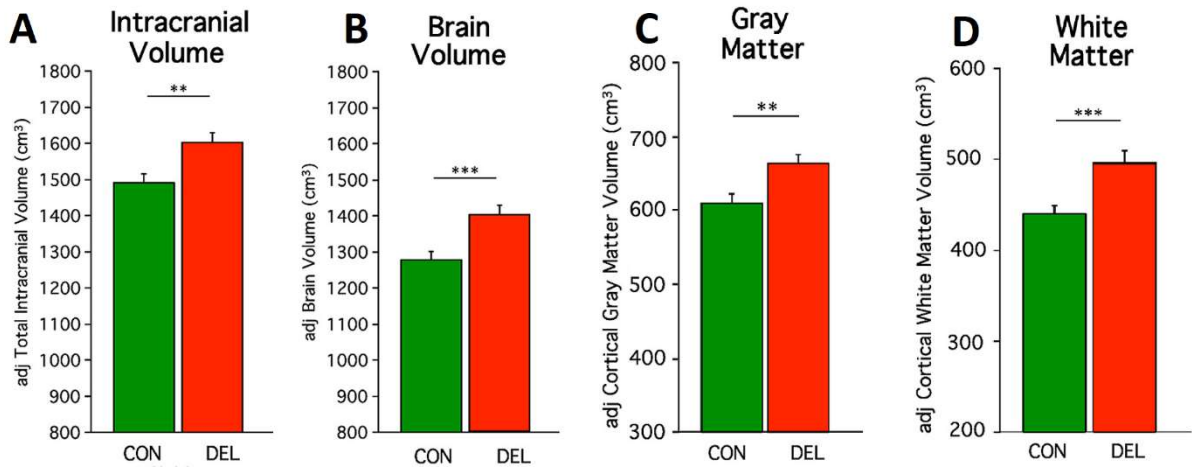 A
Intracranial
Volume
adj Total Intracranial Volume (cm³)
1800
1700
1600
1500
1400
1300
1200
1100
1000
900
800
**
CON DEL
B
Brain
Volume
adj Brain Volume (cm³)
1800
1700
1600
1500
1400
1300
1200
1100
1000
900
800
***
CON DEL
C
Gray
Matter
adj Cortical Gray Matter Volume (cm³)
800
700
600
600
400
300
**
CON DEL
D
White
Matter
adj Cortical White Matter Volume (cm³)
600
500
400
300
200
***
CON DEL